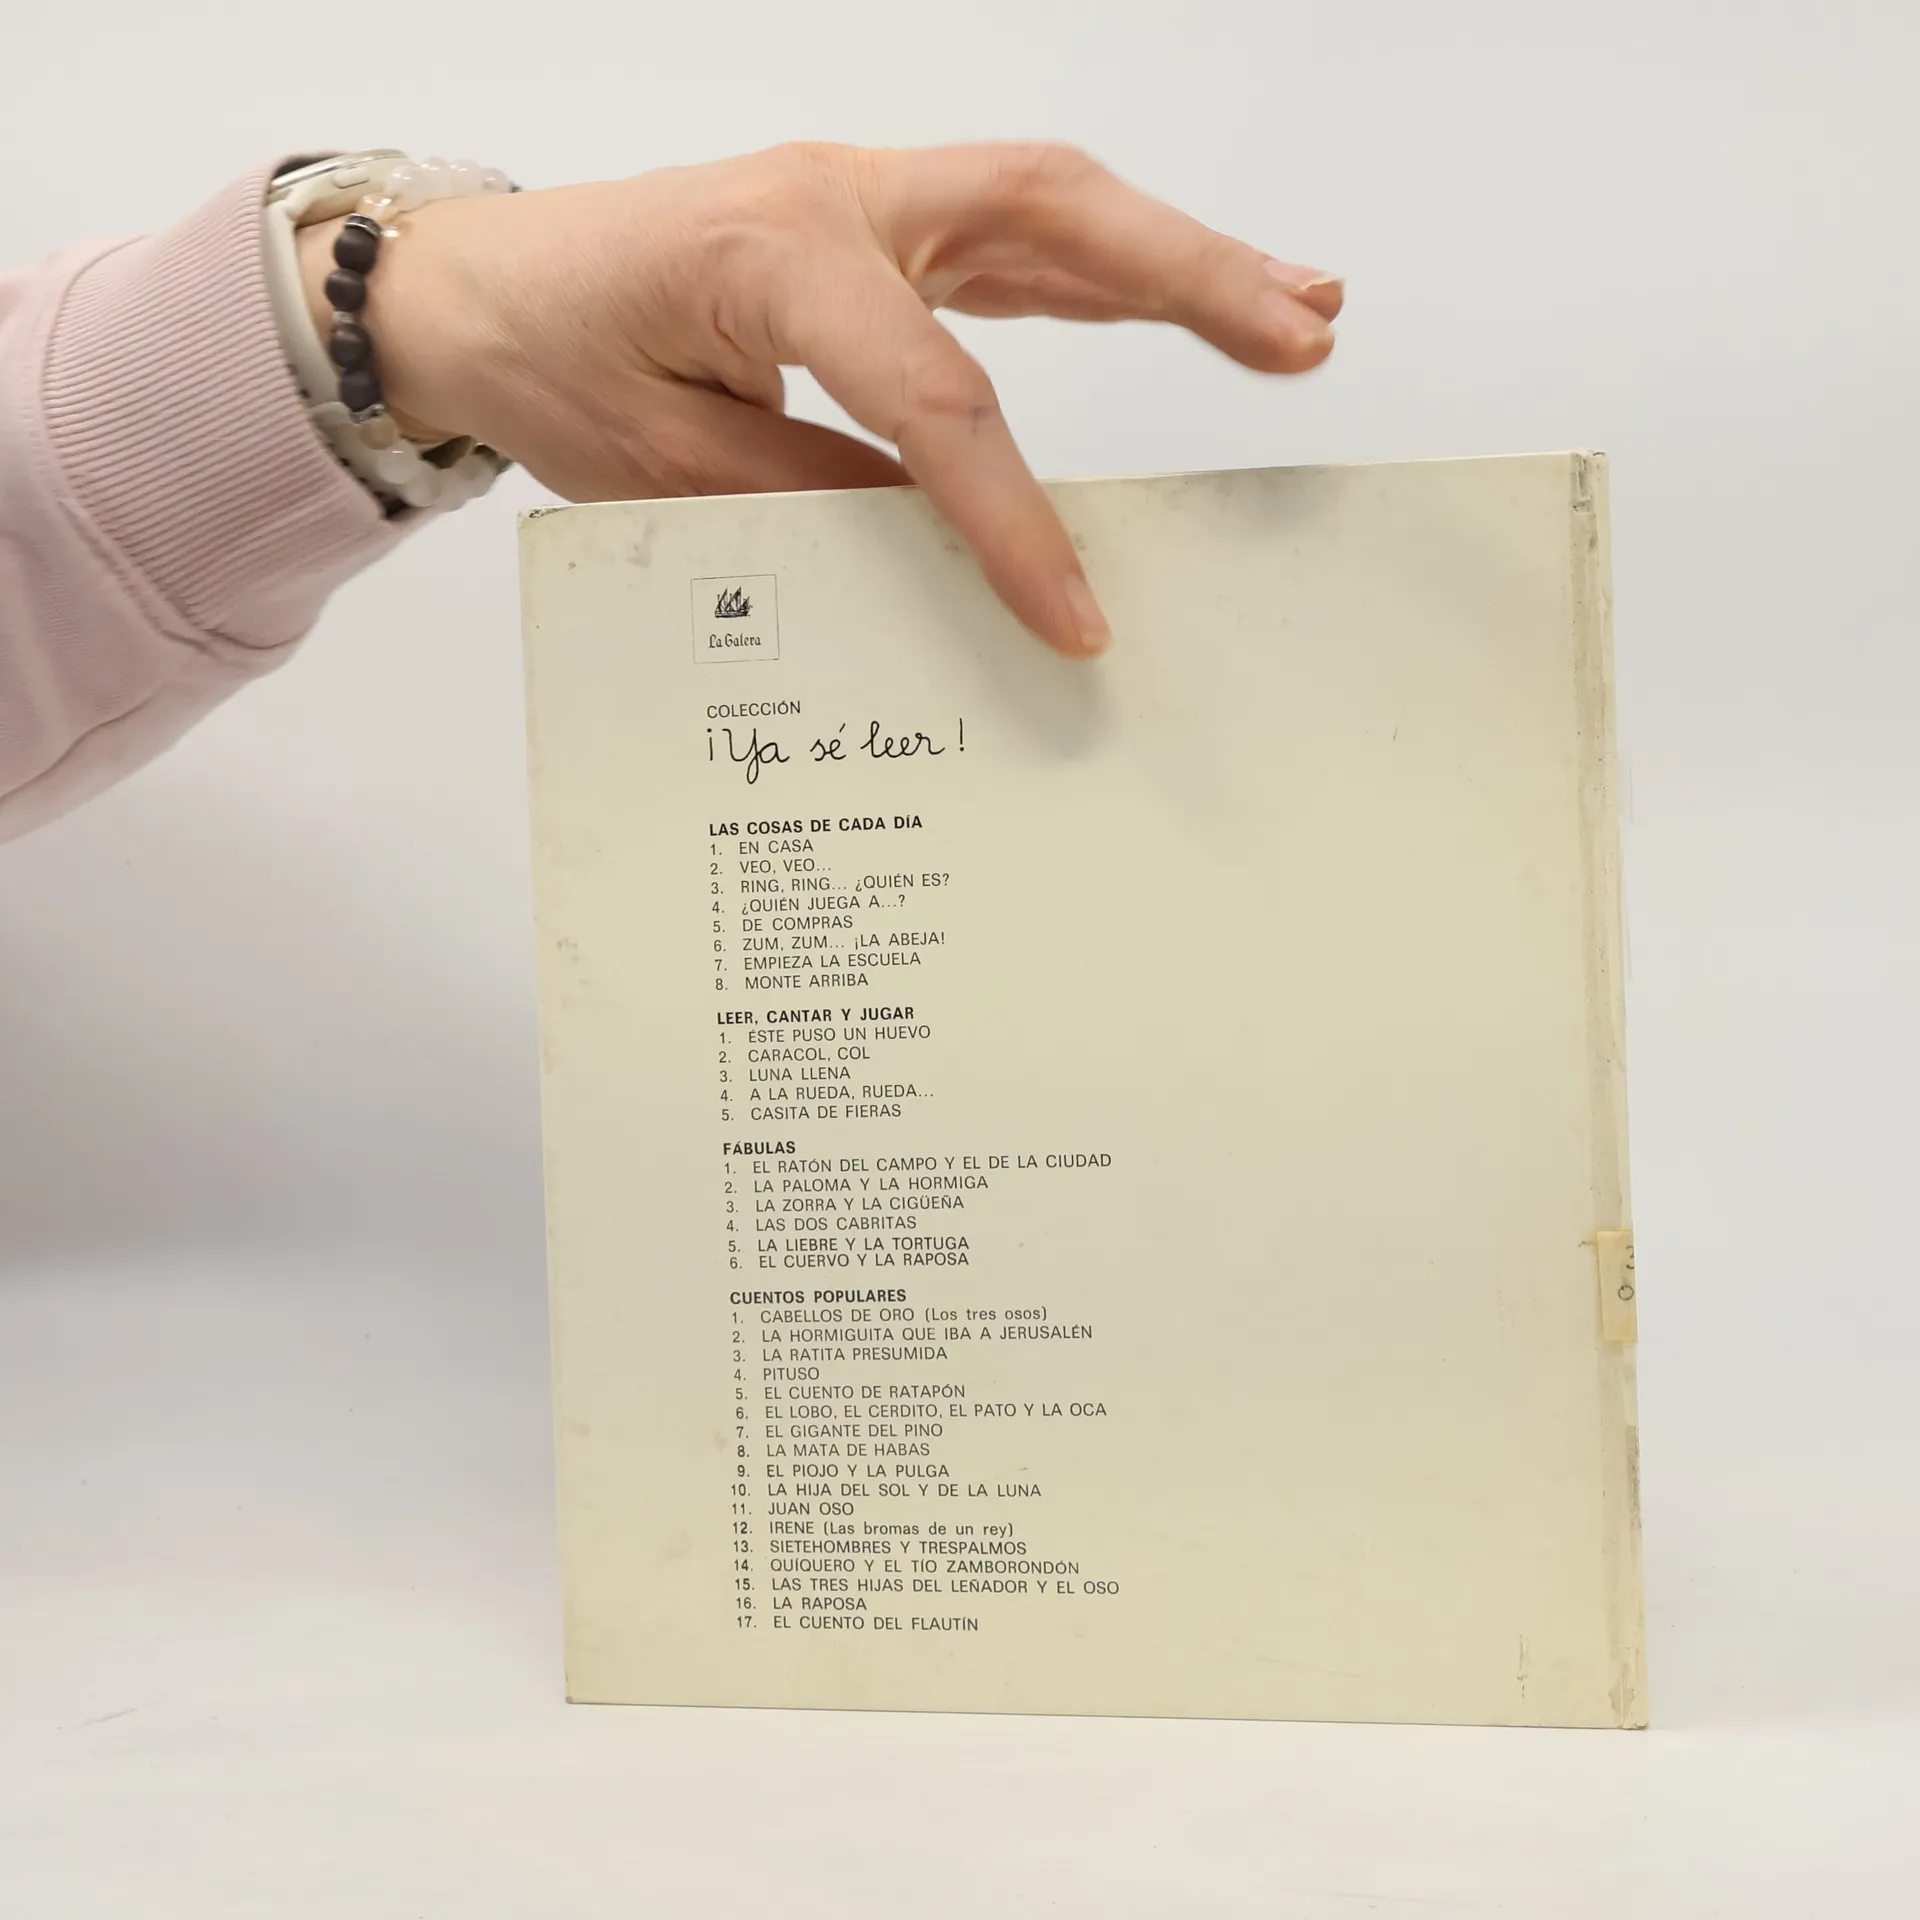 La Galera
COLECCIÓN
¡Ya sé leer!
LAS COSAS DE CADA DÍA
1. EN CASA
2. VEO, VEO...
3. RING, RING... ¿QUIÉN ES?
4. ¿QUIÉN JUEGA A...?
5. DE COMPRAS
6. ZUM, ZUM... ¡LA ABEJA!
7. EMPIEZA LA ESCUELA
8. MONTE ARRIBA
LEER, CANTAR Y JUGAR
1. ÉSTE PUSO UN HUEVO
2. CARACOL, COL
3. LUNA LLENA
4. A LA RUEDA, RUEDA...
5. CASITA DE FIERAS
FÁBULAS
1. EL RATÓN DEL CAMPO Y EL DE LA CIUDAD
2. LA PALOMA Y LA HORMIGA
3. LA ZORRA Y LA CIGÜEÑA
4. LAS DOS CABRITAS
5. LA LIEBRE Y LA TORTUGA
6. EL CUERVO Y LA RAPOSA
CUENTOS POPULARES
1. CABELLOS DE ORO (Los tres osos)
2. LA HORMIGUITA QUE IBA A JERUSALÉN
3. LA RATITA PRESUMIDA
4. PITUSO
5. EL CUENTO DE RATAPÓN
6. EL LOBO, EL CERDITO, EL PATO Y LA OCA
7. EL GIGANTE DEL PINO
8. LA MATA DE HABAS
9. EL PIOJO Y LA PULGA
10. LA HIJA DEL SOL Y DE LA LUNA
11. JUAN OSO
12. IRENE (Las bromas de un rey)
13. SIETEHOMBRES Y TRESPALMOS
14. QUÍQUERO Y EL TÍO ZAMBORONDÓN
15. LAS TRES HIJAS DEL LEÑADOR Y EL OSO
16. LA RAPOSA
17. EL CUENTO DEL FLAUTÍN